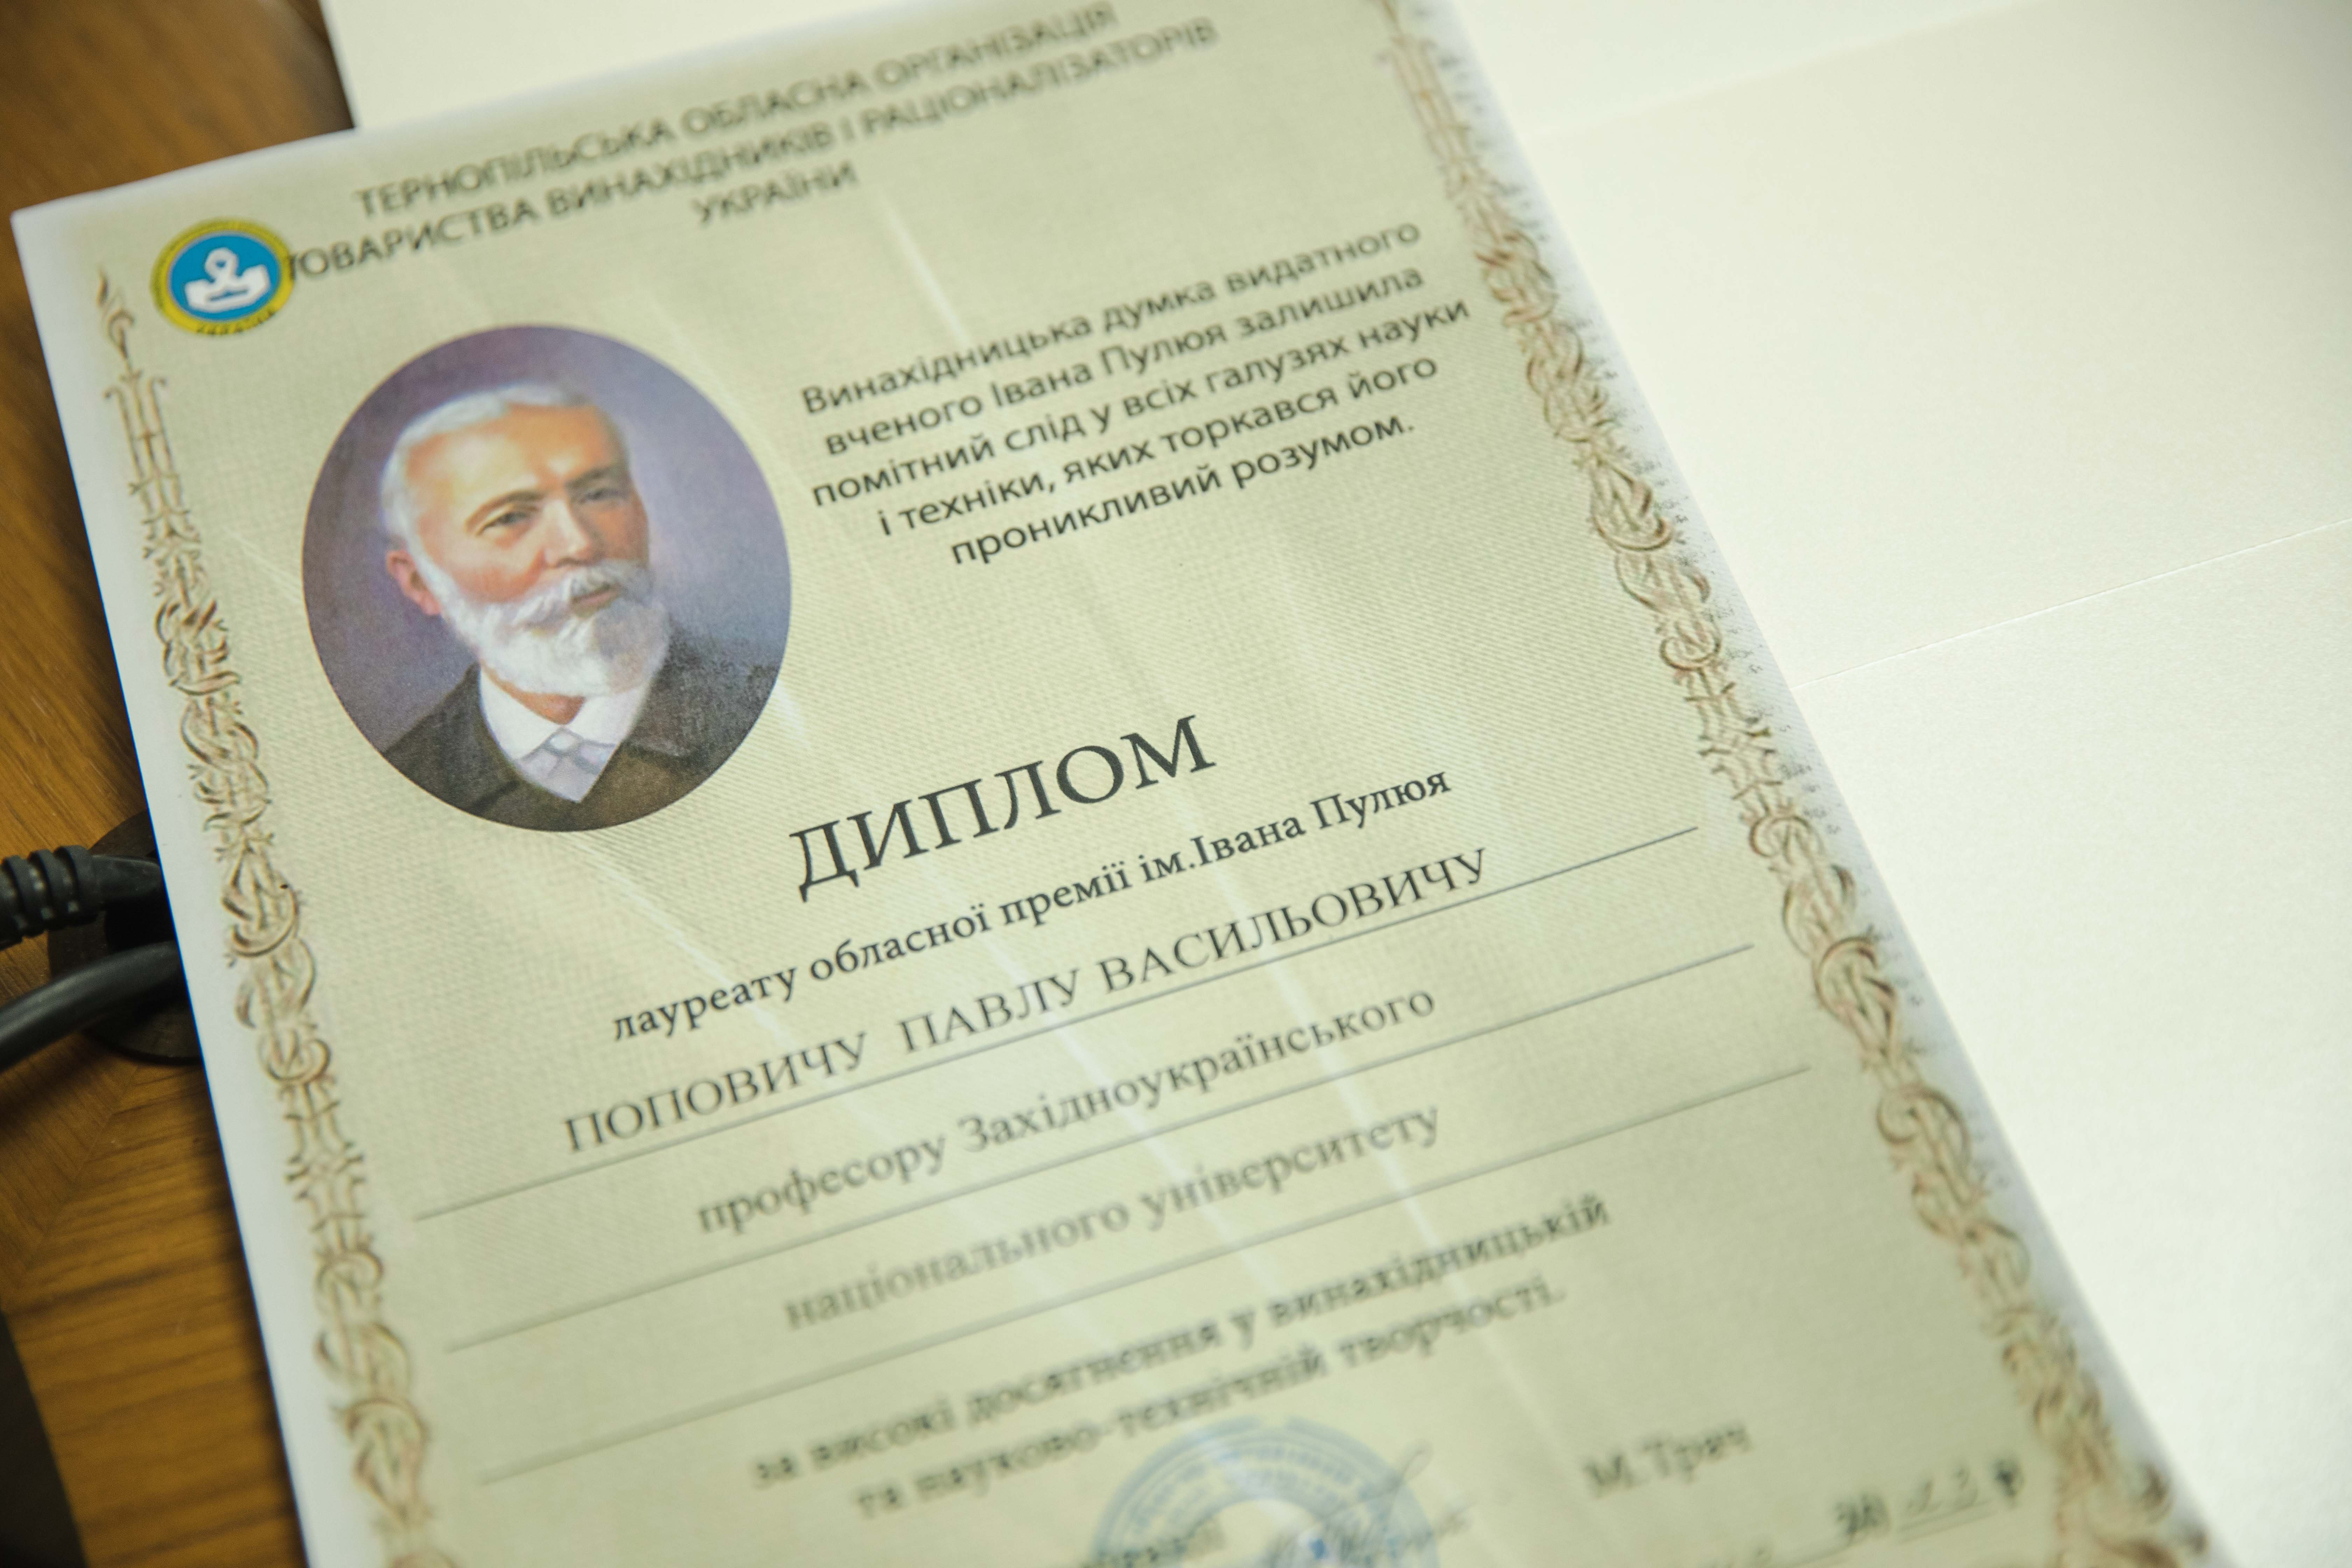 ТЕРНОПІЛЬСЬКА ОБЛАСНА ОРГАНІЗАЦІЯ
ТОВАРИСТВА ВИНАХІДНИКІВ І РАЦІОНАЛІЗАТОРІВ
УКРАЇНИ
Винахідницька думка видатного
вченого Івана Пулюя залишила
помітний слід у всіх галузях науки
і техніки, яких торкався його
проникливий розумом.
ДИПЛОМ
лауреату обласної премії ім.Івана Пулюя
ПОПОВИЧУ ПАВЛУ ВАСИЛЬОВИЧУ
професору Західноукраїнського
національного університету
за високі досягнення у винахідницькій
та науково-технічній творчості.
М.Трич